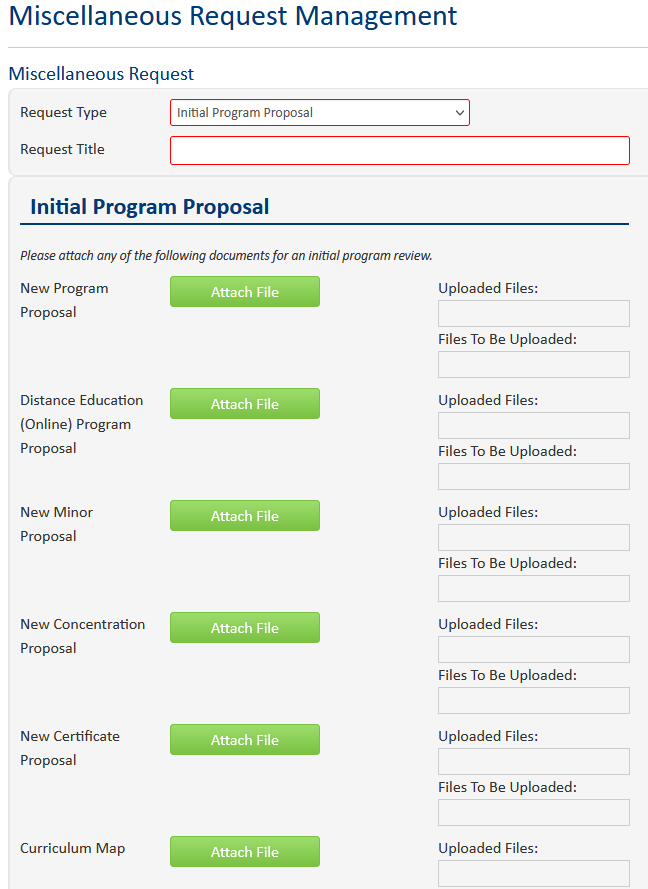 Miscellaneous Request Management
Miscellaneous Request
Request Type
Initial Program Proposal
Request Title
Initial Program Proposal
Please attach any of the following documents for an initial program review.
New Program
Proposal
Attach File
Uploaded Files:
Files To Be Uploaded:
Distance Education
(Online) Program
Proposal
Attach File
Uploaded Files:
Files To Be Uploaded:
New Minor
Proposal
Attach File
Uploaded Files:
Files To Be Uploaded:
New Concentration
Proposal
Attach File
Uploaded Files:
Files To Be Uploaded:
New Certificate
Proposal
Attach File
Uploaded Files:
Files To Be Uploaded:
Curriculum Map
Attach File
Uploaded Files: